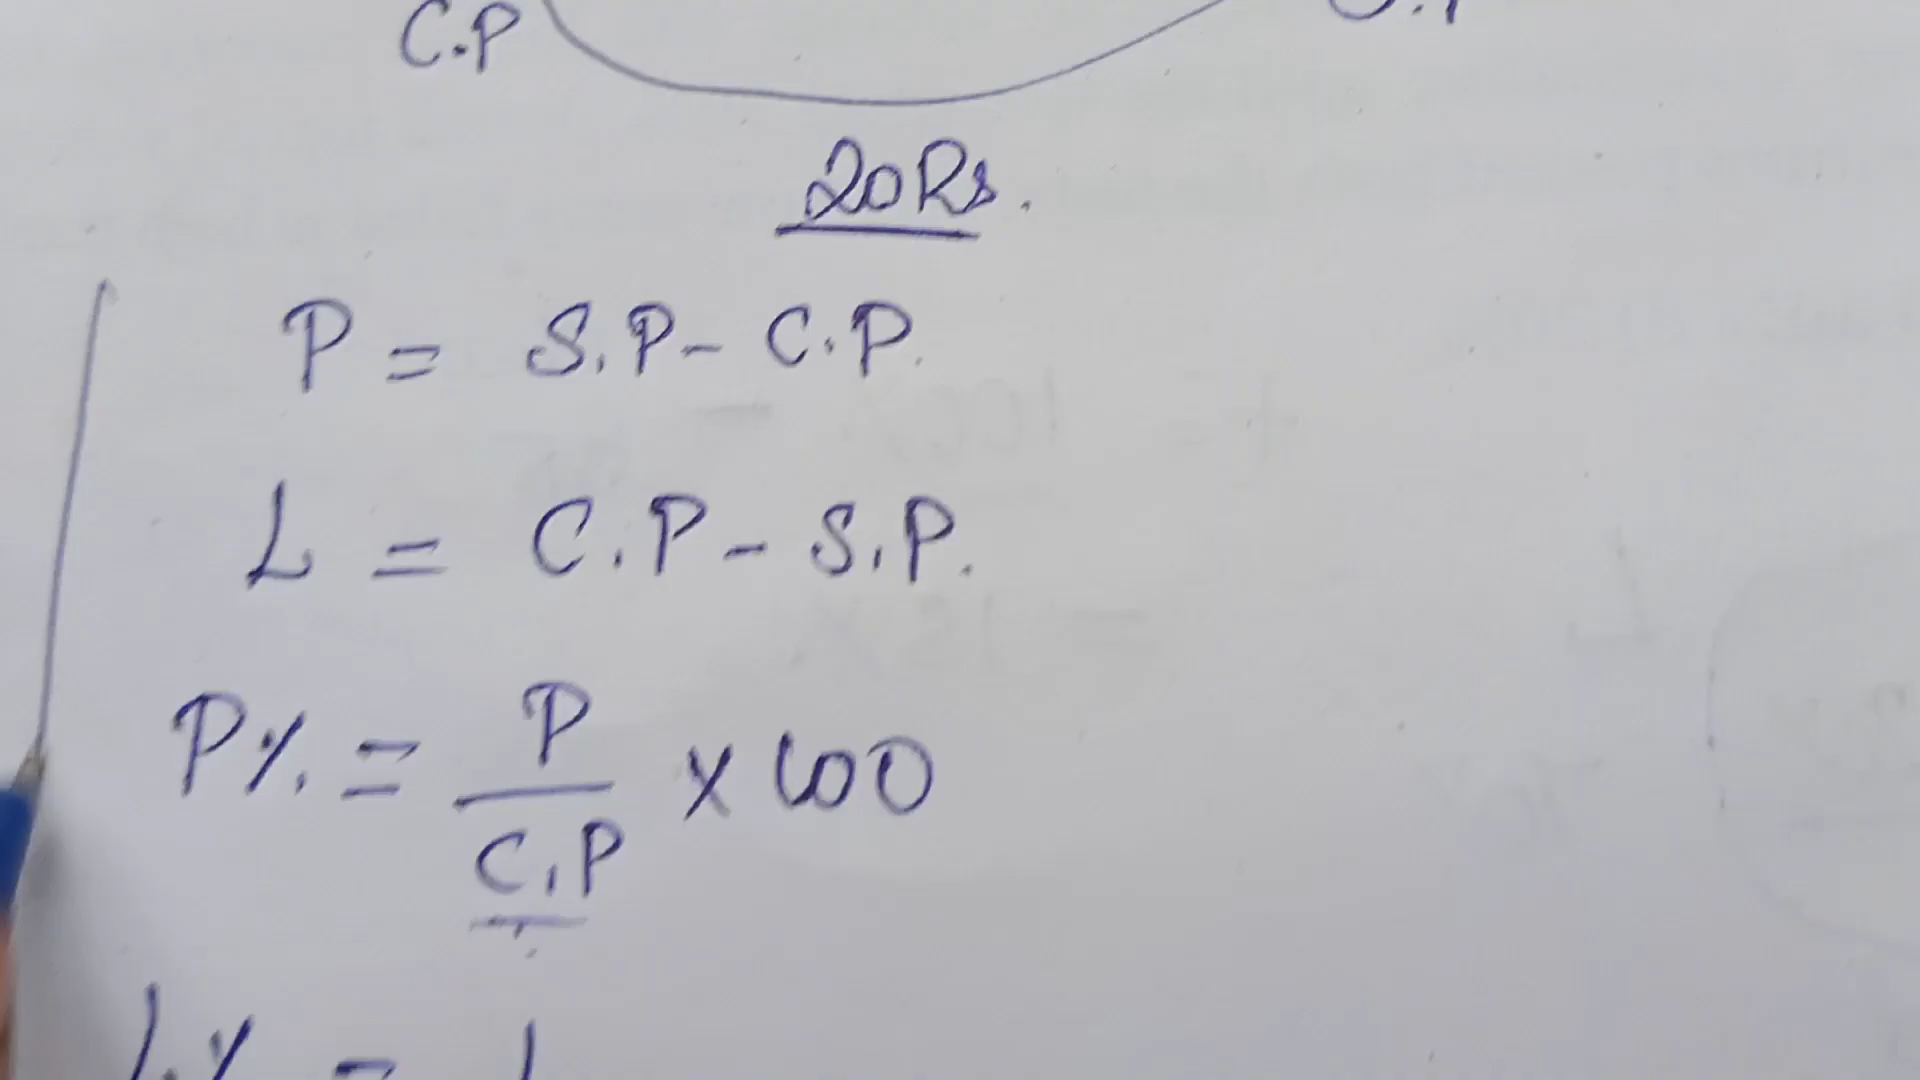 C.P
20Rs.
P = S.P - C.P.
L = C.P - S.P.
P% = P/C.P x 100
L% = L